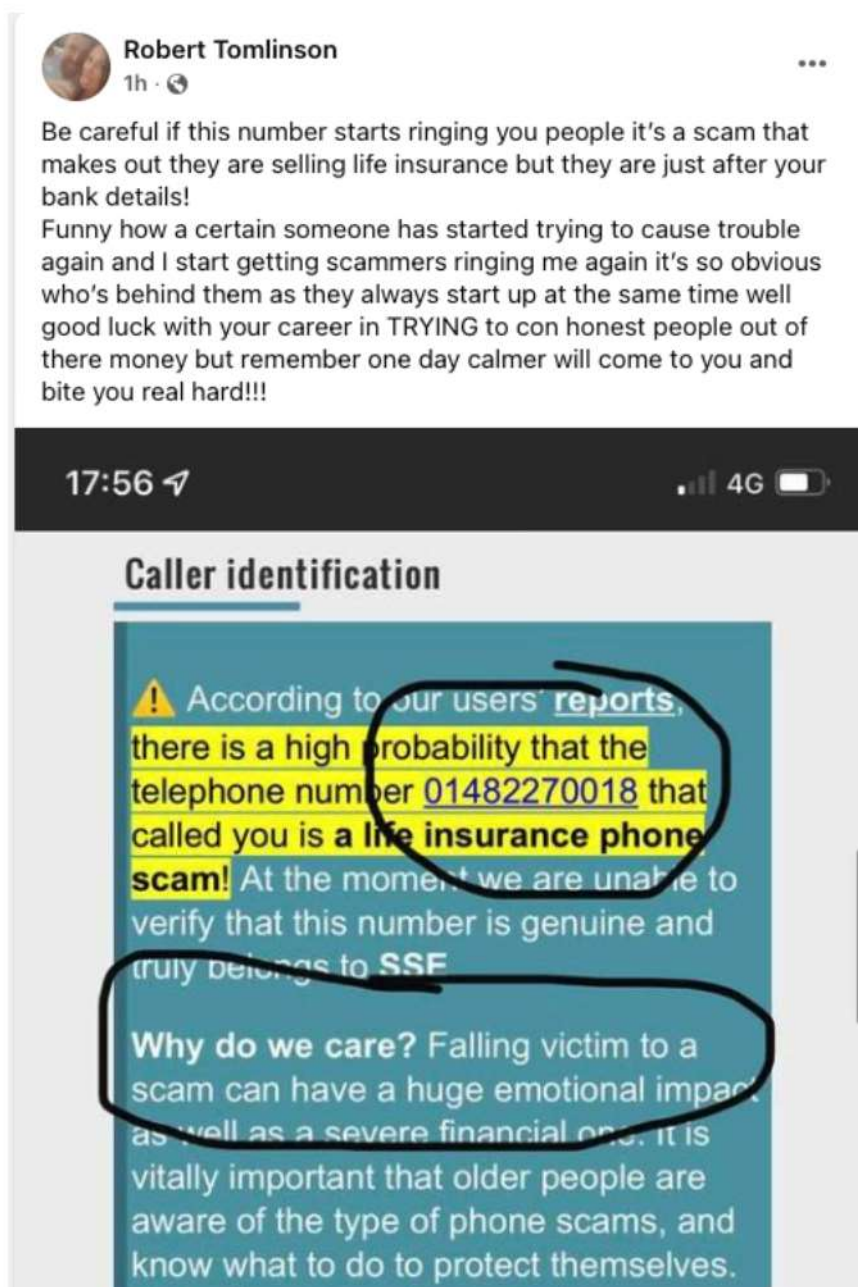 Robert Tomlinson
1h ·
Be careful if this number starts ringing you people it's a scam that
makes out they are selling life insurance but they are just after your
bank details!
Funny how a certain someone has started trying to cause trouble
again and I start getting scammers ringing me again it's so obvious
who's behind them as they always start up at the same time well
good luck with your career in TRYING to con honest people out of
there money but remember one day calmer will come to you and
bite you real hard!!!
17:56
4G
Caller identification
According to our users' reports,
there is a high probability that the
telephone number 01482270018 that
called you is a life insurance phone
scam! At the moment we are unable to
verify that this number is genuine and
truly belongs to SSE
Why do we care? Falling victim to a
scam can have a huge emotional impact
as well as a severe financial one. It is
vitally important that older people are
aware of the type of phone scams, and
know what to do to protect themselves.